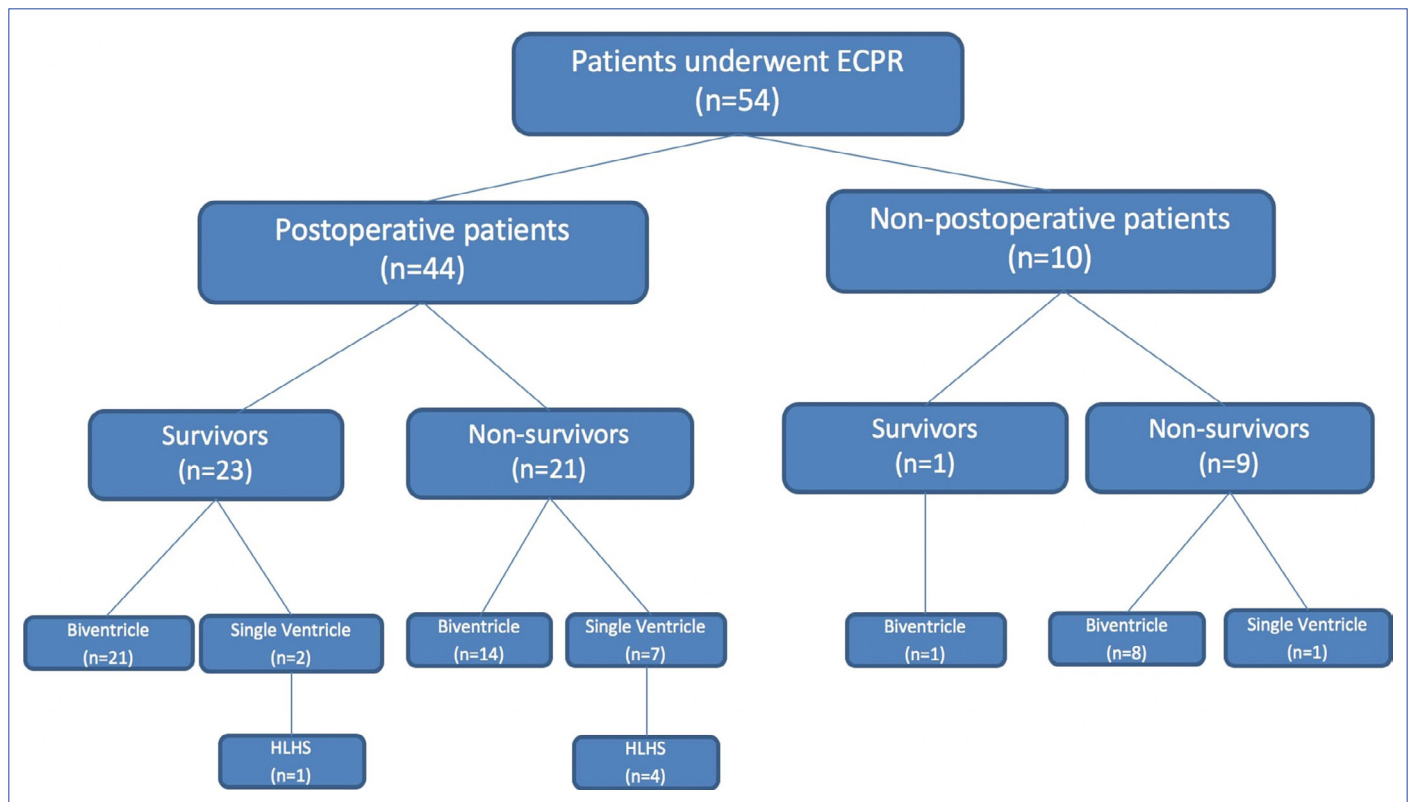 Patients underwent ECPR
(n=54)
Postoperative patients
(n=44)
Non-postoperative patients
(n=10)
Survivors
(n=23)
Non-survivors
(n=21)
Survivors
(n=1)
Non-survivors
(n=9)
Biventricle
(n=21)
Single Ventricle
(n=2)
Biventricle
(n=14)
Single Ventricle
(n=7)
Biventricle
(n=1)
Biventricle
(n=8)
Single Ventricle
(n=1)
HLHS
(n=1)
HLHS
(n=4)